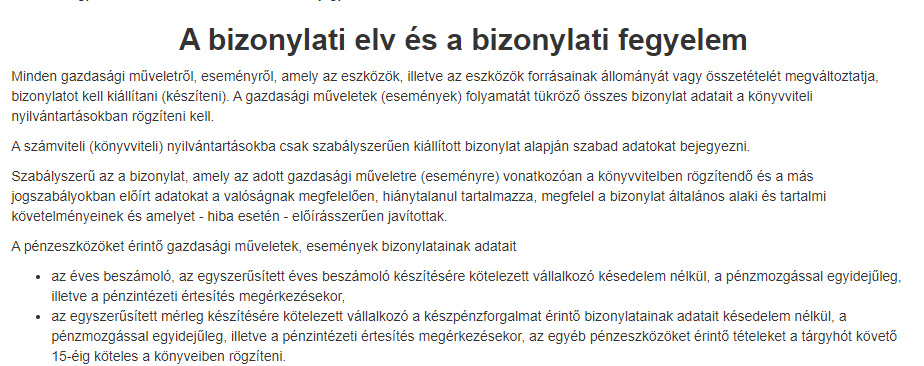 A bizonylati elv és a bizonylati fegyelem
Minden gazdasági műveletről, eseményről, amely az eszközök, illetve az eszközök forrásainak állományát vagy összetételét megváltoztatja,
bizonylatot kell kiállítani (készíteni). A gazdasági műveletek (események) folyamatát tükröző összes bizonylat adatait a könyvviteli
nyilvántartásokban rögzíteni kell.
A számviteli (könyvviteli) nyilvántartásokba csak szabályszerűen kiállított bizonylat alapján szabad adatokat bejegyezni.
Szabályszerű az a bizonylat, amely az adott gazdasági műveletre (eseményre) vonatkozóan a könyvvitelben rögzítendő és a más
jogszabályokban előírt adatokat a valóságnak megfelelően, hiánytalanul tartalmazza, megfelel a bizonylat általános alaki és tartalmi
követelményeinek és amelyet - hiba esetén - előírásszerűen javítottak.
A pénzeszközöket érintő gazdasági műveletek, események bizonylatainak adatait
• az éves beszámoló, az egyszerűsített éves beszámoló készítésére kötelezett vállalkozó késedelem nélkül, a pénzmozgással egyidejűleg,
illetve a pénzintézeti értesítés megérkezésekor,
• az egyszerűsített mérleg készítésére kötelezett vállalkozó a készpénzforgalmat érintő bizonylatainak adatait késedelem nélkül, a
pénzmozgással egyidejűleg, illetve a pénzintézeti értesítés megérkezésekor, az egyéb pénzeszközöket érintő tételeket a tárgyhót követő
15-éig köteles a könyveiben rögzíteni.